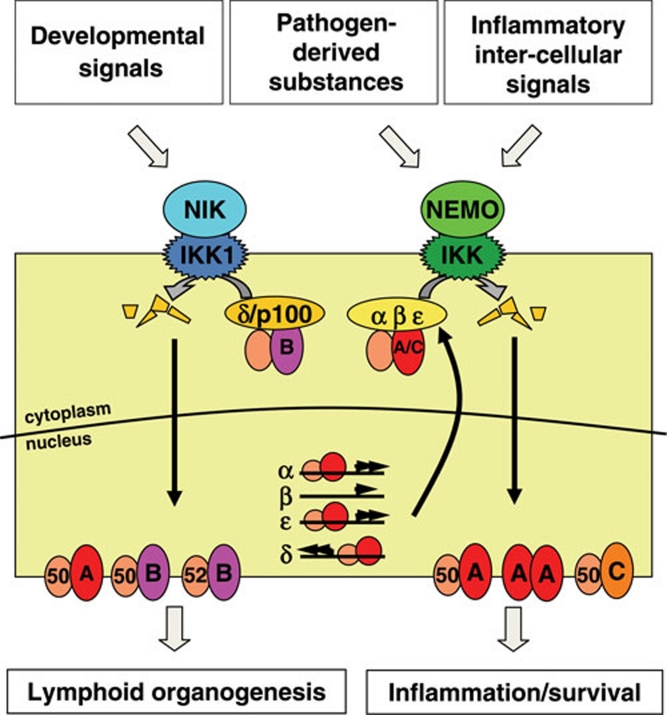 Developmental
signals
Pathogen-
derived
substances
Inflammatory
inter-cellular
signals
NIK
IKK1
NEMO
IKK
δ/p100
B
α β ε
A/C
cytoplasm
nucleus
α
β
ε
δ
50 A 50 B 52 B
50 A A A 50 C
Lymphoid organogenesis
Inflammation/survival